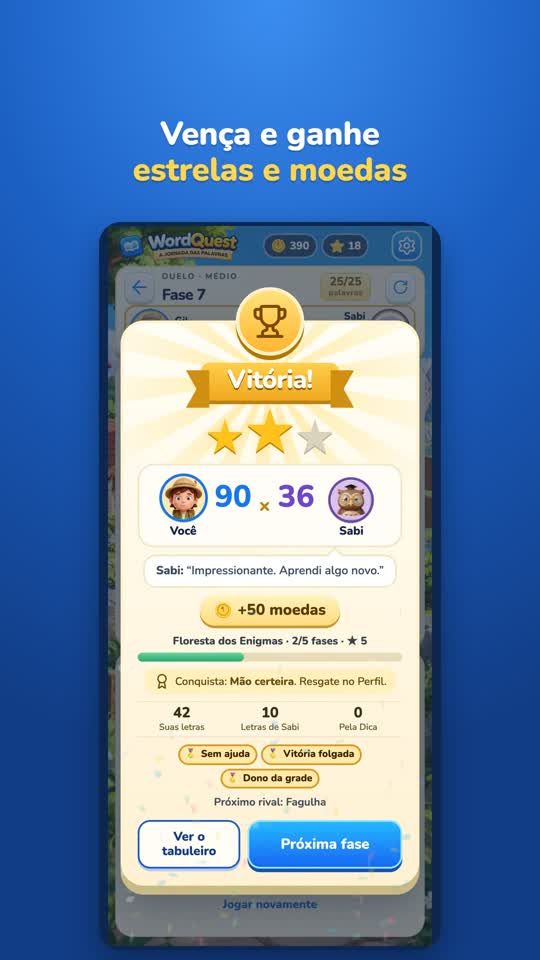 Vença e ganhe
estrelas e moedas
WordQuest
A JORNADA DAS PALAVRAS
390
18
DUELO · MÉDIO
Fase 7
25/25
palavras
Sabi
Vitória!
90 × 36
Você
Sabi
Sabi: “Impressionante. Aprendi algo novo.”
+50 moedas
Floresta dos Enigmas · 2/5 fases · ★ 5
Conquista: Mão certeira. Resgate no Perfil.
42
Suas letras
10
Letras de Sabi
0
Pela Dica
Sem ajuda
Vitória folgada
Dono da grade
Próximo rival: Fagulha
Ver o
tabuleiro
Próxima fase
Jogar novamente